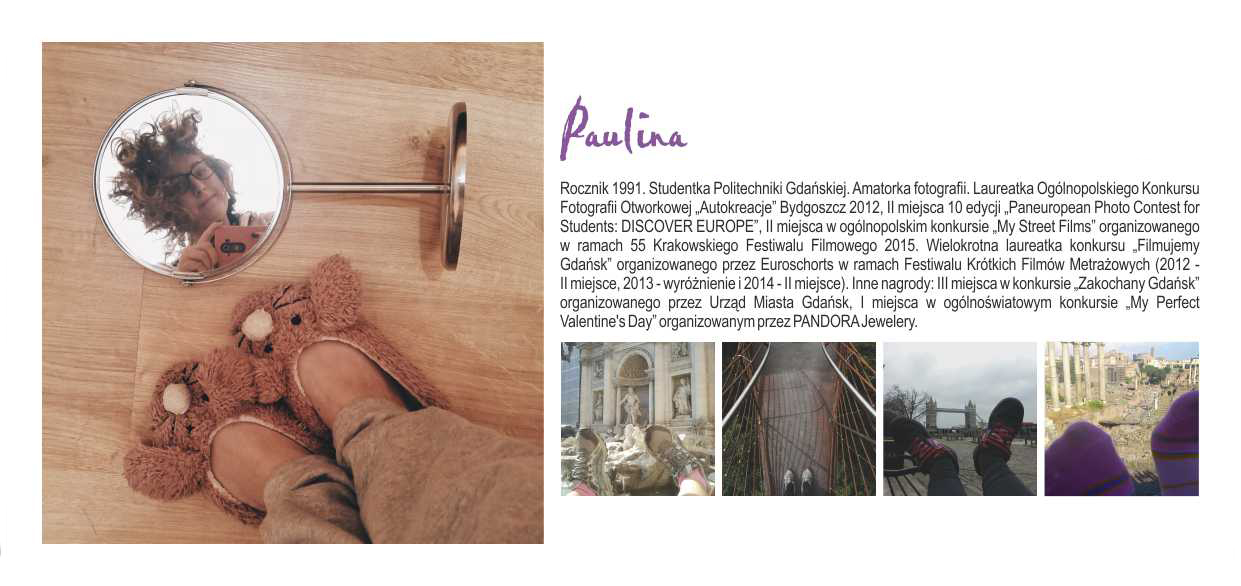 Paulina
Rocznik 1991. Studentka Politechniki Gdańskiej. Amatorka fotografii. Laureatka Ogólnopolskiego Konkursu
Fotografii Otworkowej „Autokreacje” Bydgoszcz 2012, II miejsca 10 edycji „Paneuropean Photo Contest for
Students: DISCOVER EUROPE”, II miejsca w ogólnopolskim konkursie „My Street Films” organizowanego
w ramach 55 Krakowskiego Festiwalu Filmowego 2015. Wielokrotna laureatka konkursu „Filmujemy
Gdańsk” organizowanego przez Euroschorts w ramach Festiwalu Krótkich Filmów Metrażowych (2012 -
II miejsce, 2013 - wyróżnienie i 2014 - II miejsce). Inne nagrody: III miejsca w konkursie „Zakochany Gdańsk”
organizowanego przez Urząd Miasta Gdańsk, I miejsca w ogólnoświatowym konkursie „My Perfect
Valentine's Day” organizowanym przez PANDORA Jewelery.